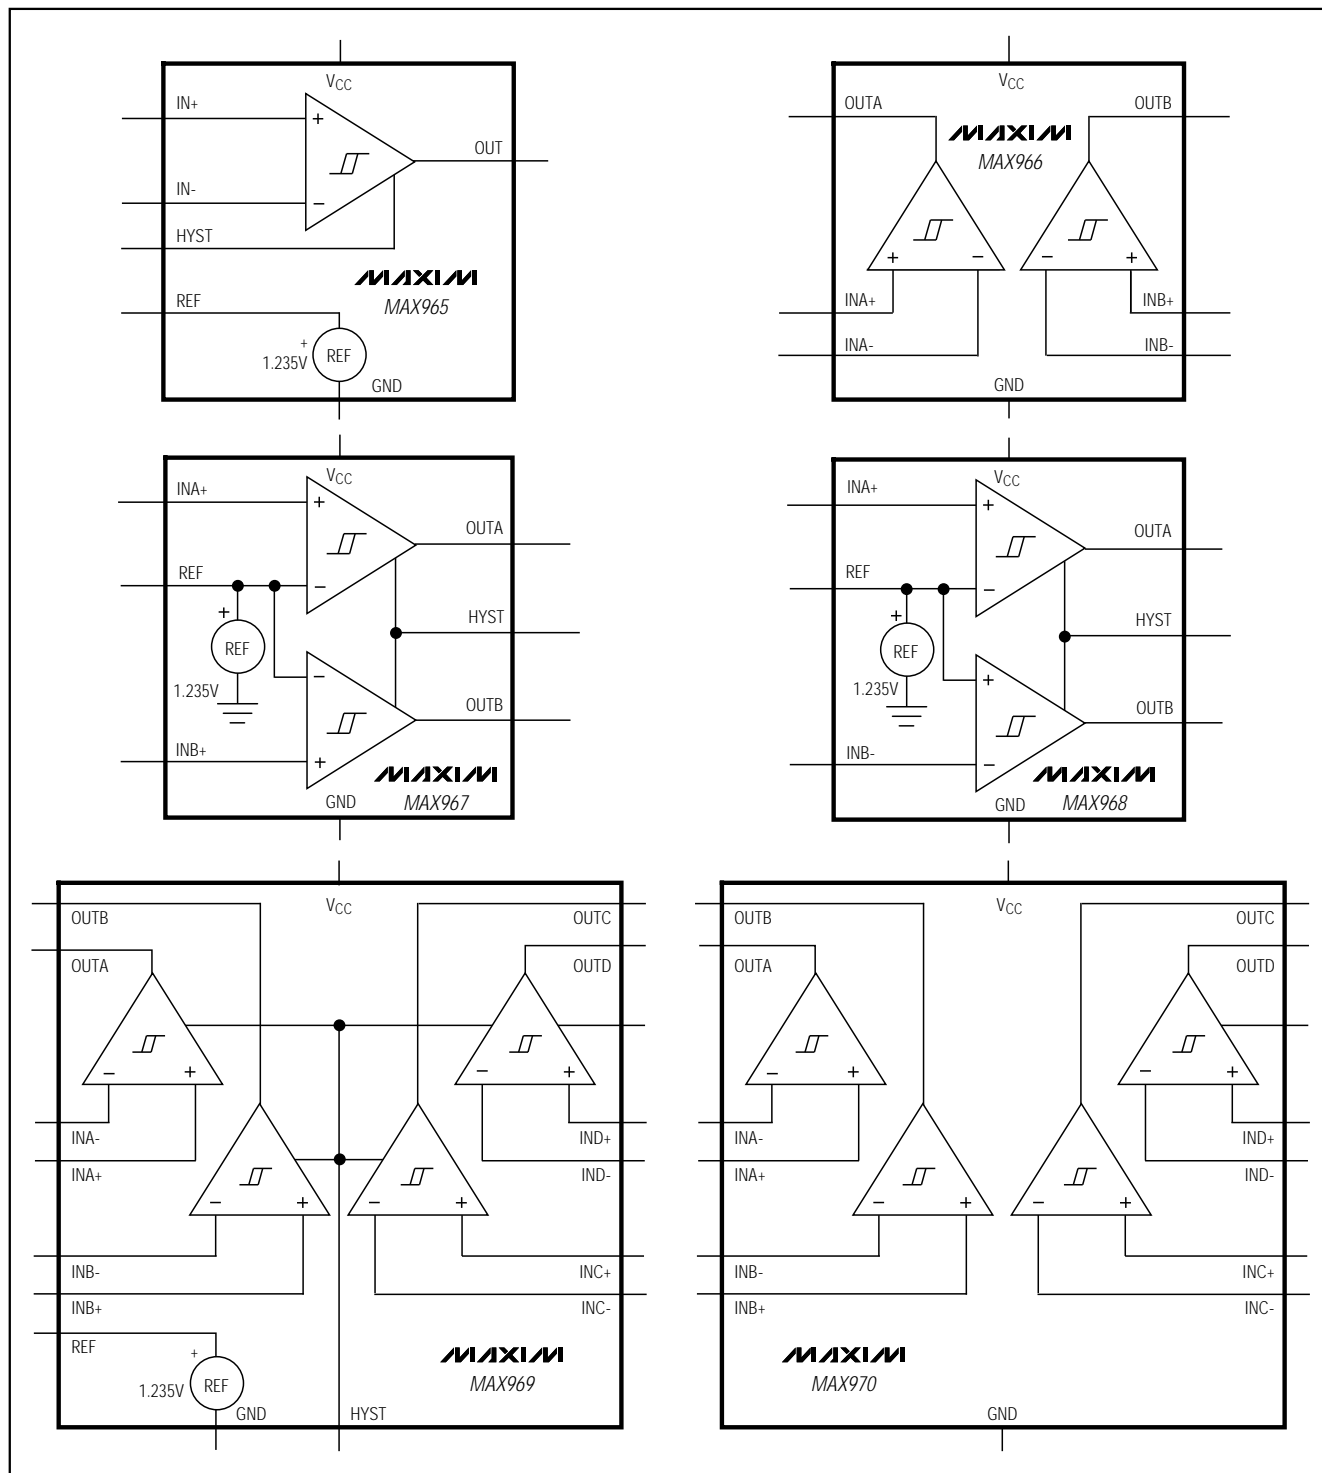 VCC
IN+
+
OUT
IN-
−
HYST
MAXIM
MAX965
REF
+
1.235V
REF
GND
VCC
OUTA
OUTB
MAXIM
MAX966
+
−
−
+
INA+
INB+
INA-
INB-
GND
VCC
INA+
+
OUTA
REF
−
+
HYST
REF
1.235V
−
OUTB
INB+
+
MAXIM
MAX967
GND
VCC
INA+
+
OUTA
REF
−
+
HYST
REF
1.235V
+
OUTB
INB-
−
MAXIM
MAX968
GND
VCC
OUTB
OUTC
OUTA
OUTD
−
+
−
+
INA-
IND+
INA+
IND-
−
+
−
+
INB-
INC+
INB+
INC-
REF
+
1.235V
REF
MAXIM
MAX969
GND
HYST
VCC
OUTB
OUTC
OUTA
OUTD
−
+
−
+
INA-
IND+
INA+
IND-
−
+
−
+
INB-
INC+
INB+
INC-
MAXIM
MAX970
GND